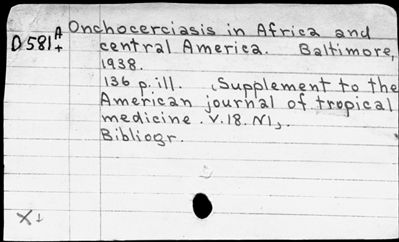 A Onchocerciasis in Africa and
D581+ central America. Baltimore,
1938.
136 p. ill. (Supplement to the
American journal of tropical
medicine. V.18. N1).
Bibliogr.
X↓